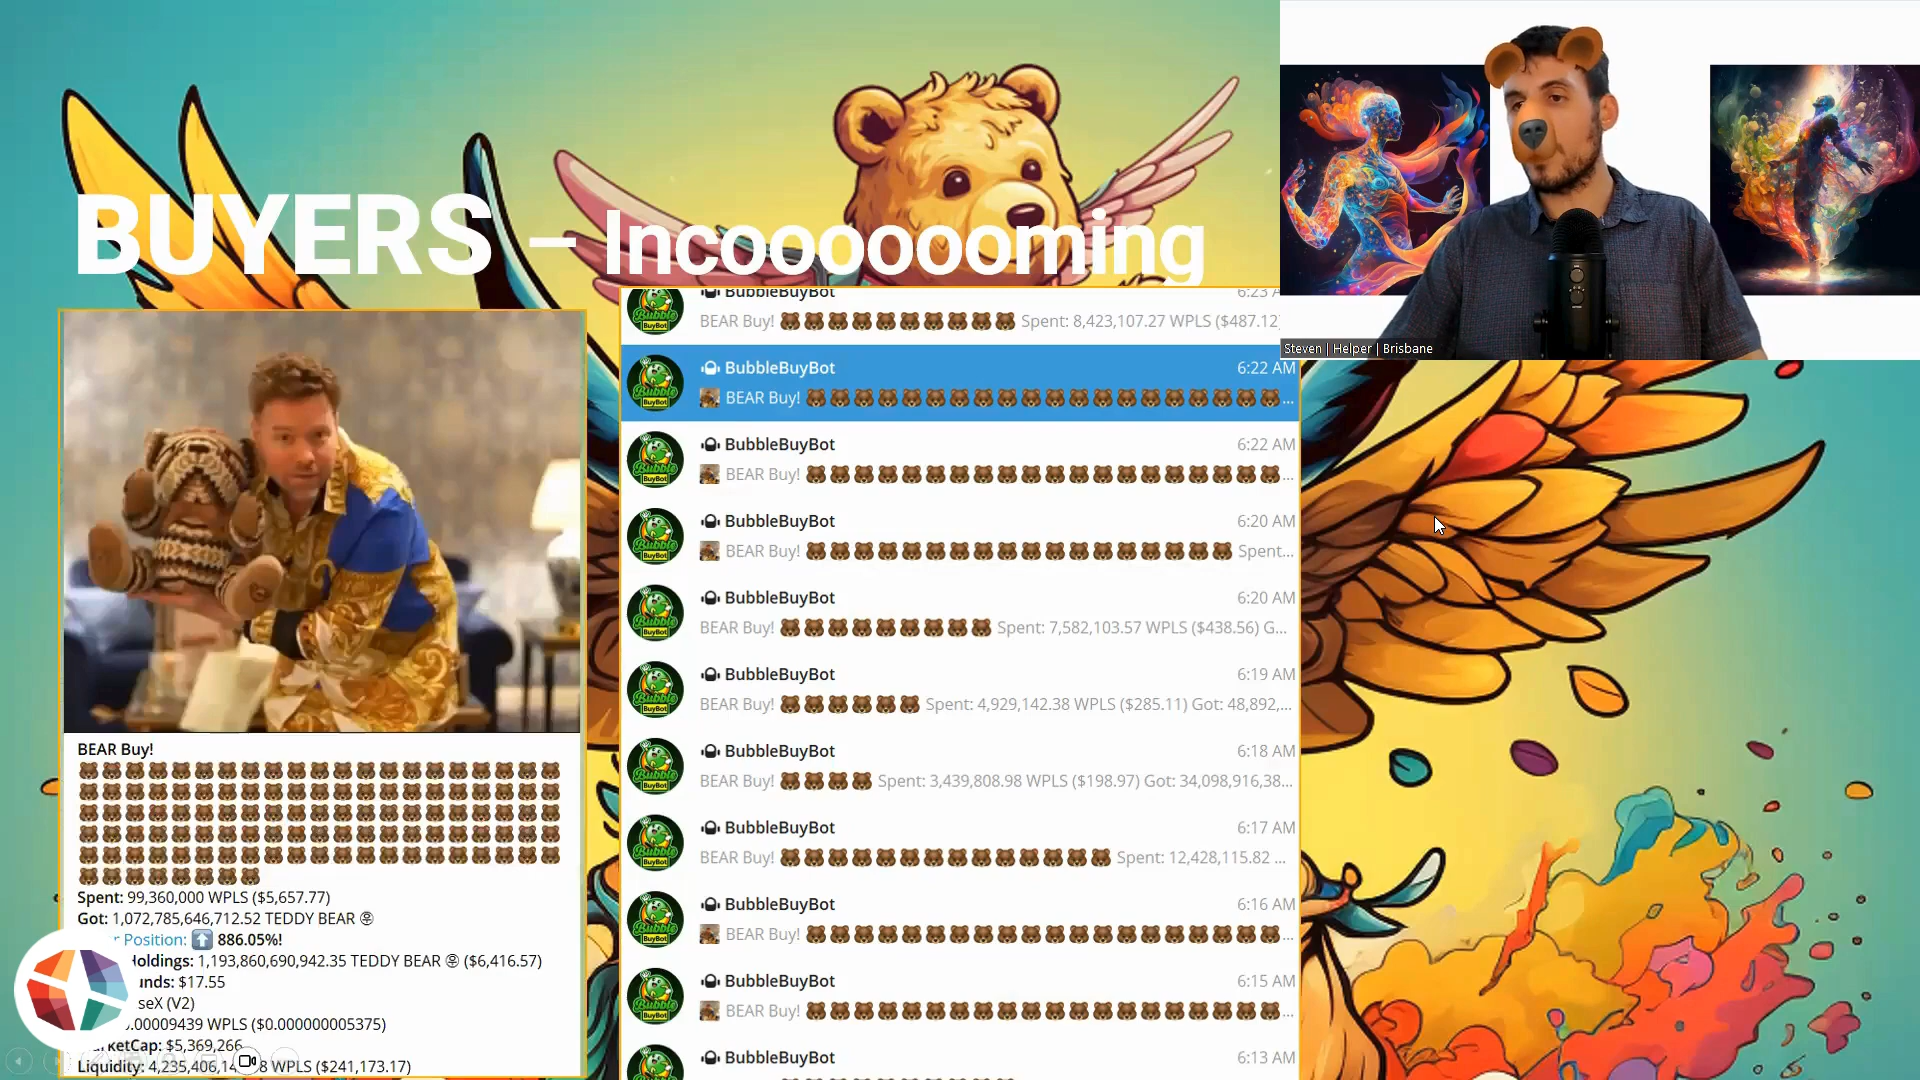 BUYERS – Incooooooming
Steven | Helper | Brisbane
BEAR Buy!
Spent: 99,360,000 WPLS ($5,657.77)
Got: 1,072,785,646,712.52 TEDDY BEAR
Position: 886.05%!
Holdings: 1,193,860,690,942.35 TEDDY BEAR ($6,416.57)
$17.55
seX (V2)
.00009439 WPLS ($0.000000005375)
$5,369,266
Liquidity: 4,235,406,14 8 WPLS ($241,173.17)
BubbleBuyBot 6:23 A
BEAR Buy! Spent: 8,423,107.27 WPLS ($487.12)
BubbleBuyBot 6:22 AM
BEAR Buy! ...
BubbleBuyBot 6:22 AM
BEAR Buy! ...
BubbleBuyBot 6:20 AM
BEAR Buy! Spent...
BubbleBuyBot 6:20 AM
BEAR Buy! Spent: 7,582,103.57 WPLS ($438.56) G...
BubbleBuyBot 6:19 AM
BEAR Buy! Spent: 4,929,142.38 WPLS ($285.11) Got: 48,892,...
BubbleBuyBot 6:18 AM
BEAR Buy! Spent: 3,439,808.98 WPLS ($198.97) Got: 34,098,916,38...
BubbleBuyBot 6:17 AM
BEAR Buy! Spent: 12,428,115.82 ...
BubbleBuyBot 6:16 AM
BEAR Buy! ...
BubbleBuyBot 6:15 AM
BEAR Buy! ...
BubbleBuyBot 6:13 AM